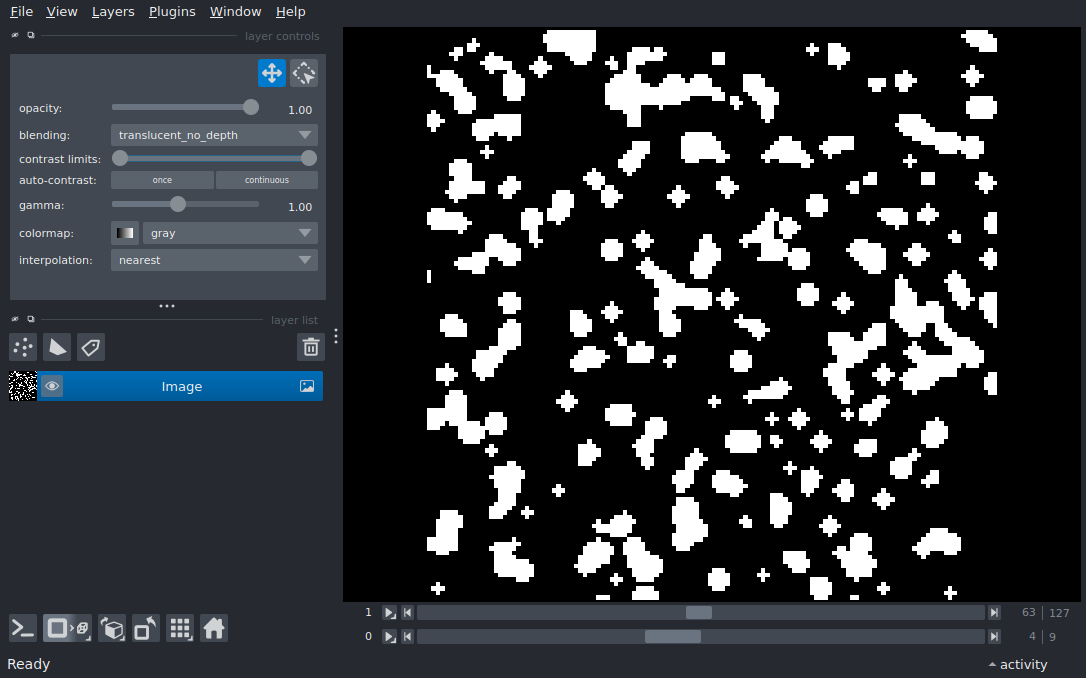 File View Layers Plugins Window Help
layer controls
opacity: 1.00
blending: translucent_no_depth
contrast limits:
auto-contrast: once continuous
gamma: 1.00
colormap: gray
interpolation: nearest
layer list
Image
1 63 127
0 4 9
Ready activity